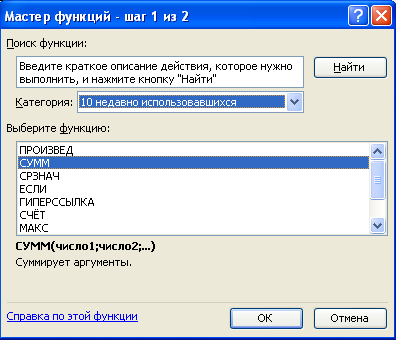 Мастер функций - шаг 1 из 2
Поиск функции:
Введите краткое описание действия, которое нужно
выполнить, и нажмите кнопку "Найти"
Найти
Категория: 10 недавно использовавшихся
Выберите функцию:
ПРОИЗВЕД
СУММ
СРЗНАЧ
ЕСЛИ
ГИПЕРССЫЛКА
СЧЁТ
МАКС
СУММ(число1;число2;...)
Суммирует аргументы.
Справка по этой функции
ОК
Отмена